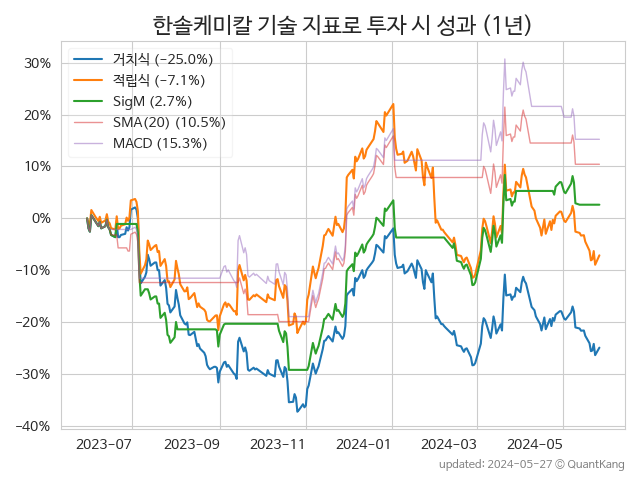 한솔케미칼 기술 지표로 투자 시 성과 (1년)
거치식 (−25.0%)
적립식 (−7.1%)
SigM (2.7%)
SMA(20) (10.5%)
MACD (15.3%)
30%
20%
10%
0%
−10%
−20%
−30%
−40%
2023−07 2023−09 2023−11 2024−01 2024−03 2024−05
updated: 2024−05−27 © QuantKang